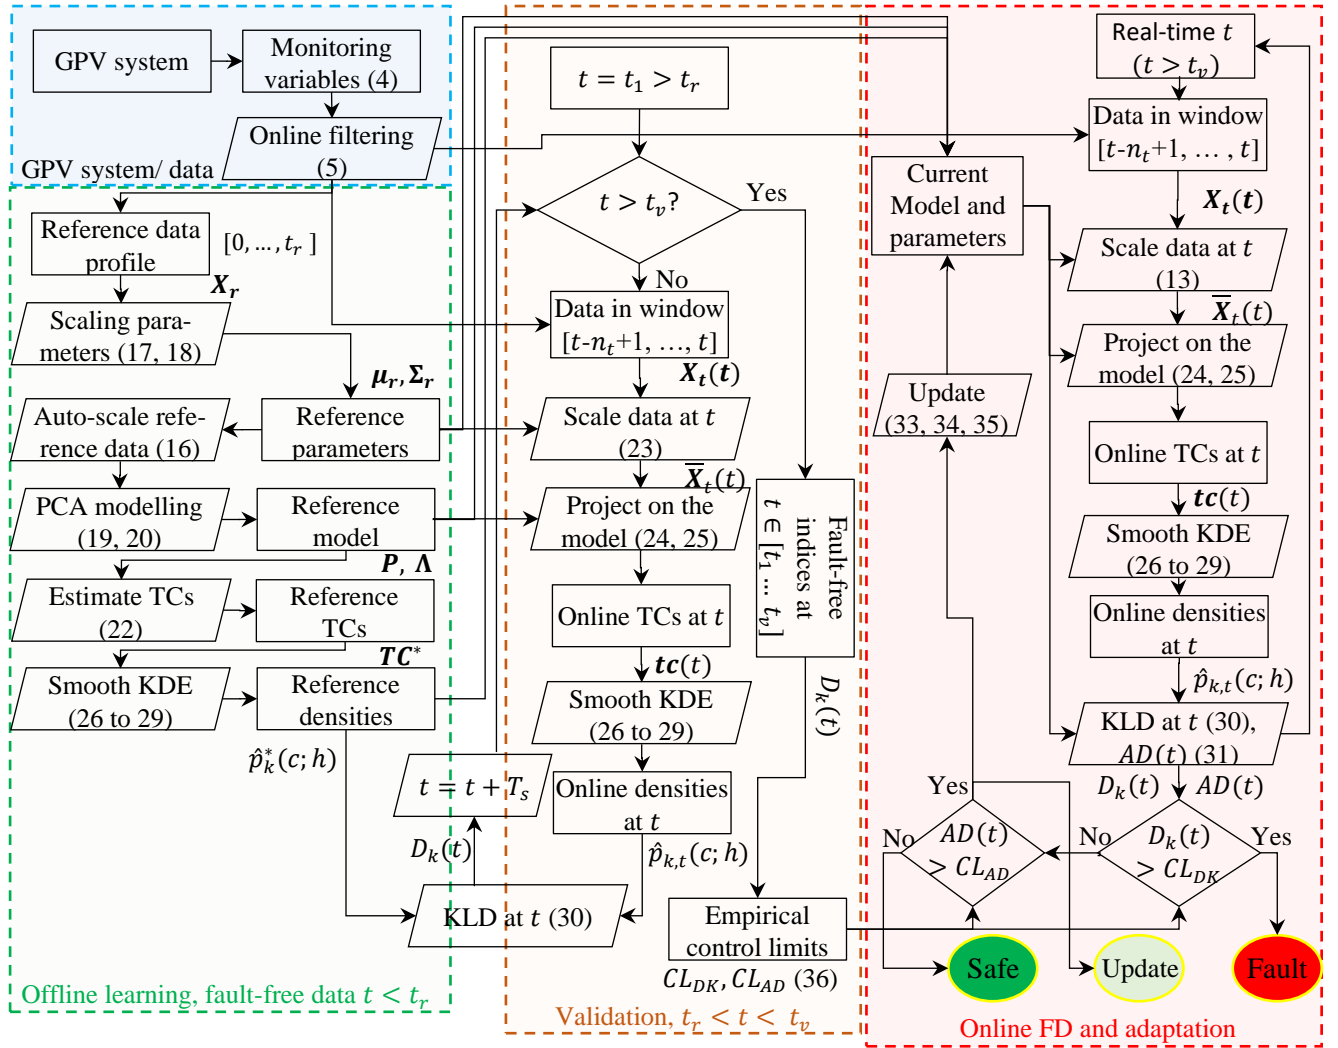 GPV system
Monitoring
variables (4)
Online filtering
(5)
GPV system/ data
Reference data
profile
[0, … , t_r ]
X_r
Scaling para-
meters (17, 18)
μ_r, Σ_r
Auto-scale refe-
rence data (16)
Reference
parameters
PCA modelling
(19, 20)
Reference
model
P, Λ
Estimate TCs
(22)
Reference
TCs
TC*
Smooth KDE
(26 to 29)
Reference
densities
p̂*_k(c; h)
Offline learning, fault-free data t < t_r
t = t_1 > t_r
t > t_v?
Yes
No
Data in window
[t-n_t+1, …, t]
X_t(t)
Scale data at t
(23)
X̅_t(t)
Project on the
model (24, 25)
Online TCs at t
tc(t)
Smooth KDE
(26 to 29)
Online densities
at t
p̂_{k,t}(c; h)
t = t + T_s
D_k(t)
KLD at t (30)
Fault-free
indices at
t ∈ [t_1 … t_v]
D_k(t)
Empirical
control limits
CL_{DK}, CL_{AD} (36)
Validation, t_r < t < t_v
Real-time t
(t > t_v)
Data in window
[t-n_t+1, … , t]
X_t(t)
Current
Model and
parameters
Scale data at t
(13)
X̅_t(t)
Project on the
model (24, 25)
Update
(33, 34, 35)
Online TCs at t
tc(t)
Smooth KDE
(26 to 29)
Online densities
at t
p̂_{k,t}(c; h)
KLD at t (30),
AD(t) (31)
D_k(t)
AD(t)
Yes
No
AD(t)
> CL_{AD}
No
D_k(t)
> CL_{DK}
Yes
Safe
Update
Fault
Online FD and adaptation